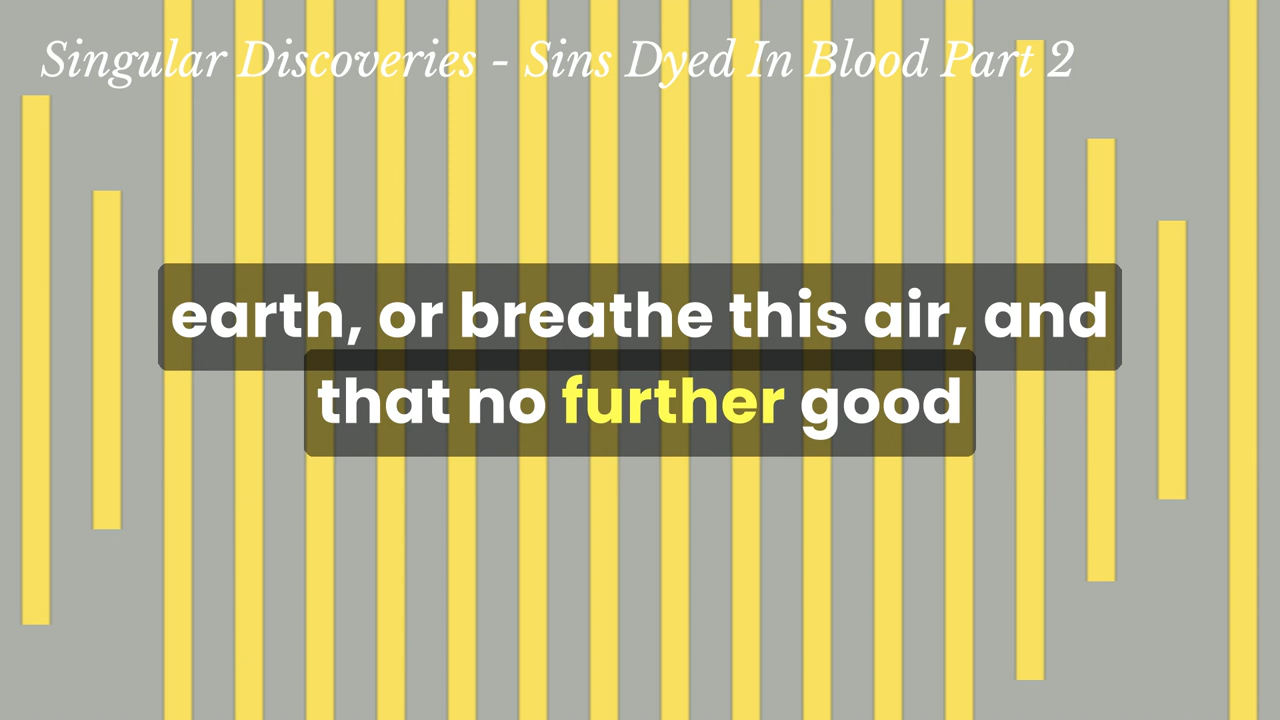 Singular Discoveries - Sins Dyed In Blood Part 2
earth, or breathe this air, and
that no further good